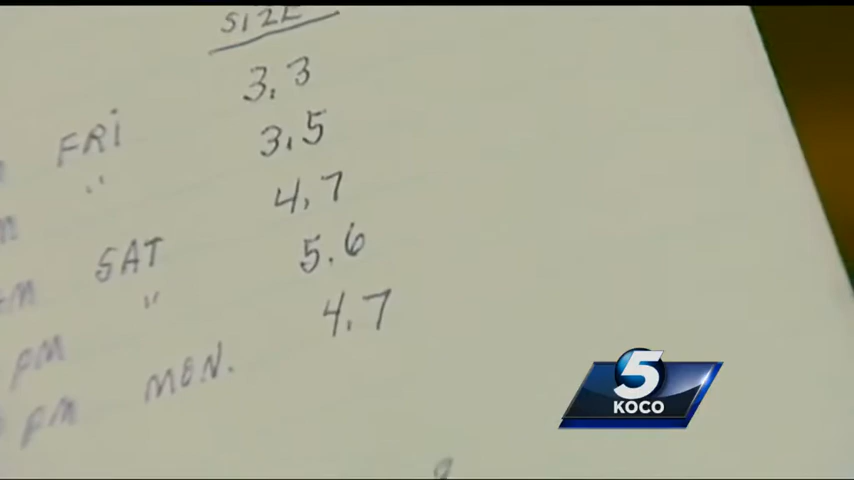 SIZE
FRI 3.3
" 3.5
SAT 4.7
PM " 5.6
PM MON. 4.7
5
KOCO